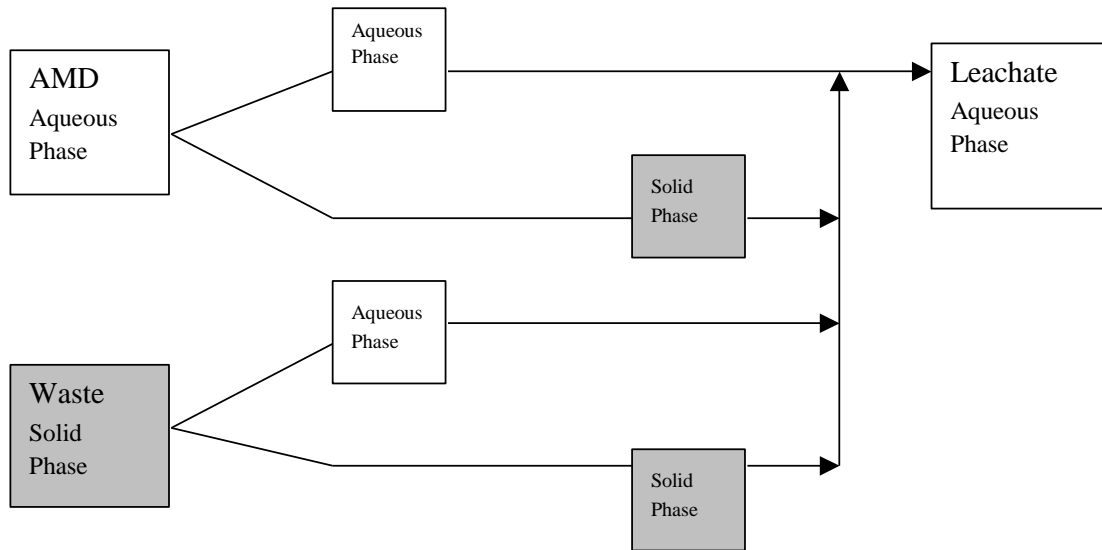 AMD
Aqueous
Phase
Aqueous
Phase
Leachate
Aqueous
Phase
Solid
Phase
Aqueous
Phase
Waste
Solid
Phase
Solid
Phase